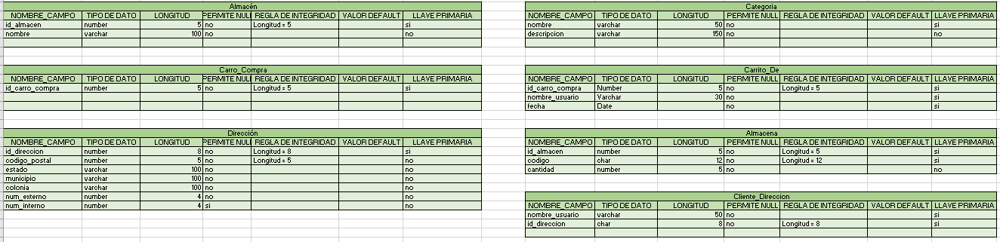 Almacén
NOMBRE_CAMPO TIPO DE DATO LONGITUD PERMITE NULL REGLA DE INTEGRIDAD VALOR DEFAULT LLAVE PRIMARIA
id_almacen number 5 no Longitud = 5 si
nombre varchar 100 no no
Categoria
NOMBRE_CAMPO TIPO DE DATO LONGITUD PERMITE NULL REGLA DE INTEGRIDAD VALOR DEFAULT LLAVE PRIMARIA
nombre varchar 50 no si
descripcion varchar 150 no no
Carro_Compra
NOMBRE_CAMPO TIPO DE DATO LONGITUD PERMITE NULL REGLA DE INTEGRIDAD VALOR DEFAULT LLAVE PRIMARIA
id_carro_compra number 5 no Longitud = 5 si
Carrito_De
NOMBRE_CAMPO TIPO DE DATO LONGITUD PERMITE NULL REGLA DE INTEGRIDAD VALOR DEFAULT LLAVE PRIMARIA
id_carro_compra Number 5 no Longitud = 5 si
nombre_usuario Varchar 30 no si
fecha Date no si
Dirección
NOMBRE_CAMPO TIPO DE DATO LONGITUD PERMITE NULL REGLA DE INTEGRIDAD VALOR DEFAULT LLAVE PRIMARIA
id_direccion number 8 no Longitud = 8 si
codigo_postal number 5 no Longitud = 5 no
estado varchar 100 no no
municipio varchar 100 no no
colonia varchar 100 no no
num_externo number 4 no no
num_interno number 4 si no
Almacena
NOMBRE_CAMPO TIPO DE DATO LONGITUD PERMITE NULL REGLA DE INTEGRIDAD VALOR DEFAULT LLAVE PRIMARIA
id_almacen number 5 no Longitud = 5 si
codigo char 12 no Longitud = 12 si
cantidad number 5 no no
Cliente_Direccion
NOMBRE_CAMPO TIPO DE DATO LONGITUD PERMITE NULL REGLA DE INTEGRIDAD VALOR DEFAULT LLAVE PRIMARIA
nombre_usuario varchar 50 no si
id_direccion char 8 no Longitud = 8 si